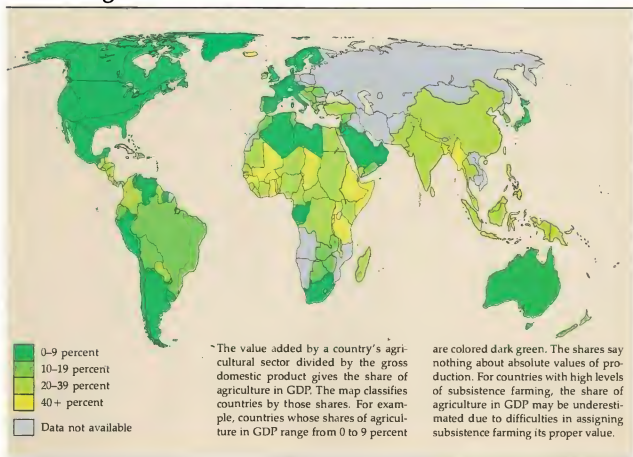 0–9 percent
10–19 percent
20–39 percent
40+ percent
Data not available
The value added by a country's agri-
cultural sector divided by the gross
domestic product gives the share of
agriculture in GDP. The map classifies
countries by those shares. For exam-
ple, countries whose shares of agricul-
ture in GDP range from 0 to 9 percent
are colored dark green. The shares say
nothing about absolute values of pro-
duction. For countries with high levels
of subsistence farming, the share of
agriculture in GDP may be underesti-
mated due to difficulties in assigning
subsistence farming its proper value.